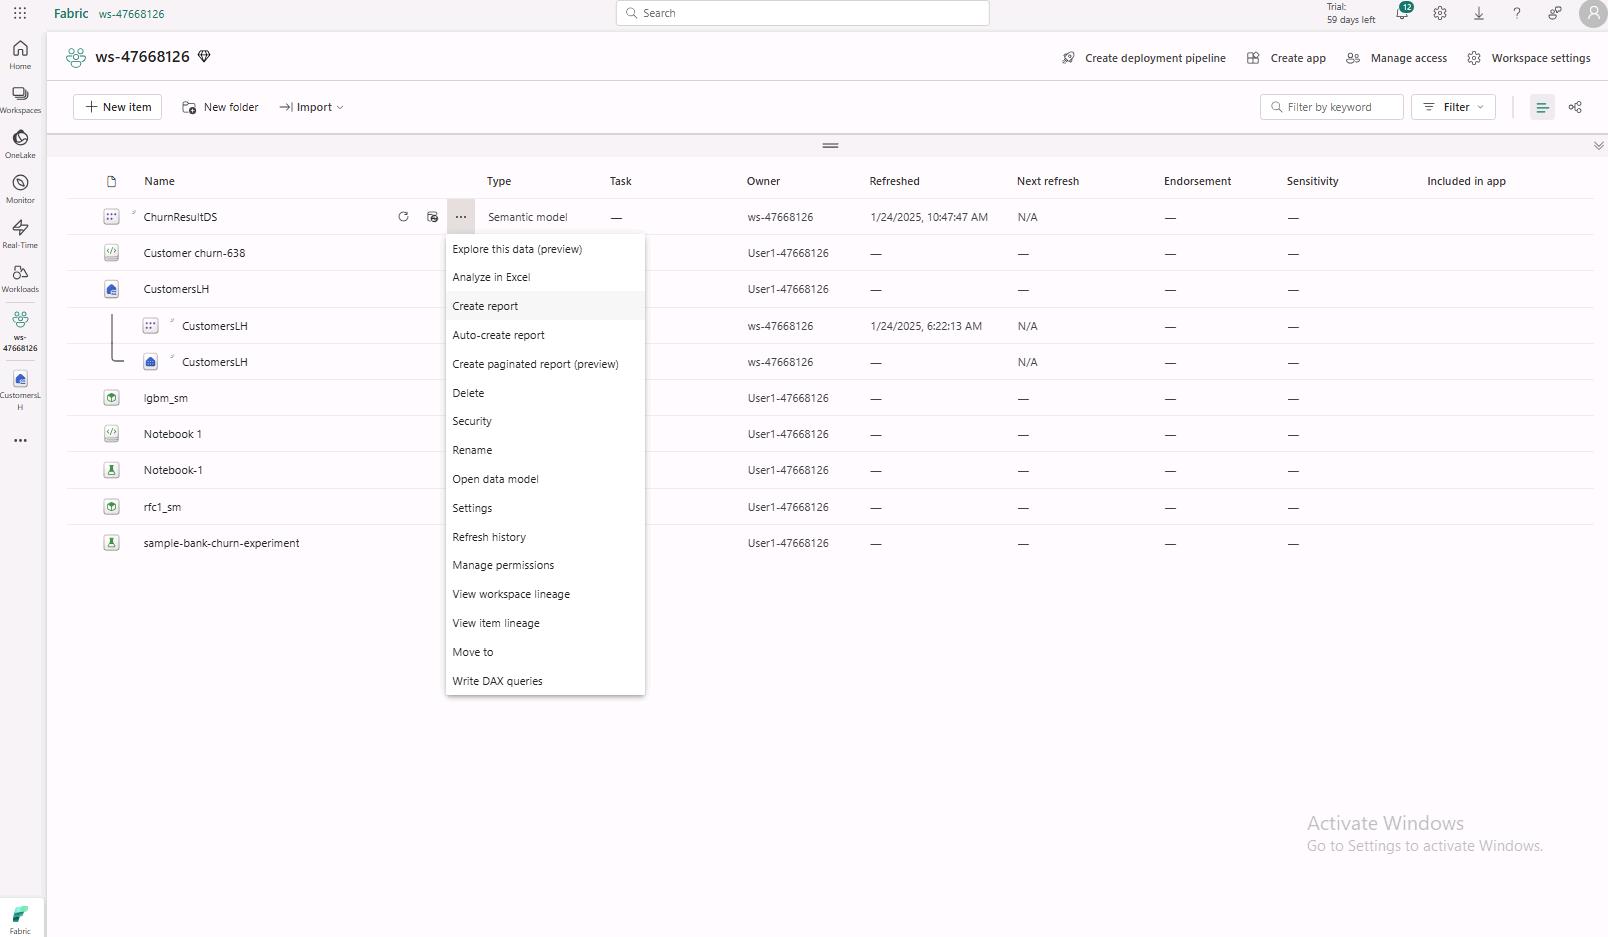 Fabric ws-47668126
Search
Trial:
59 days left
12
Home
Workspaces
OneLake
Monitor
Real-Time
Workloads
ws-
47668126
CustomersL
H
Fabric
ws-47668126
Create deployment pipeline Create app Manage access Workspace settings
New item New folder Import Filter by keyword Filter
Name Type Task Owner Refreshed Next refresh Endorsement Sensitivity Included in app
ChurnResultDS Semantic model — ws-47668126 1/24/2025, 10:47:47 AM N/A — —
Customer churn-638 User1-47668126 — — — —
CustomersLH User1-47668126 — — — —
CustomersLH ws-47668126 1/24/2025, 6:22:13 AM N/A — —
CustomersLH ws-47668126 — N/A — —
lgbm_sm User1-47668126 — — — —
Notebook 1 User1-47668126 — — — —
Notebook-1 User1-47668126 — — — —
rfc1_sm User1-47668126 — — — —
sample-bank-churn-experiment User1-47668126 — — — —
Explore this data (preview)
Analyze in Excel
Create report
Auto-create report
Create paginated report (preview)
Delete
Security
Rename
Open data model
Settings
Refresh history
Manage permissions
View workspace lineage
View item lineage
Move to
Write DAX queries
Activate Windows
Go to Settings to activate Windows.